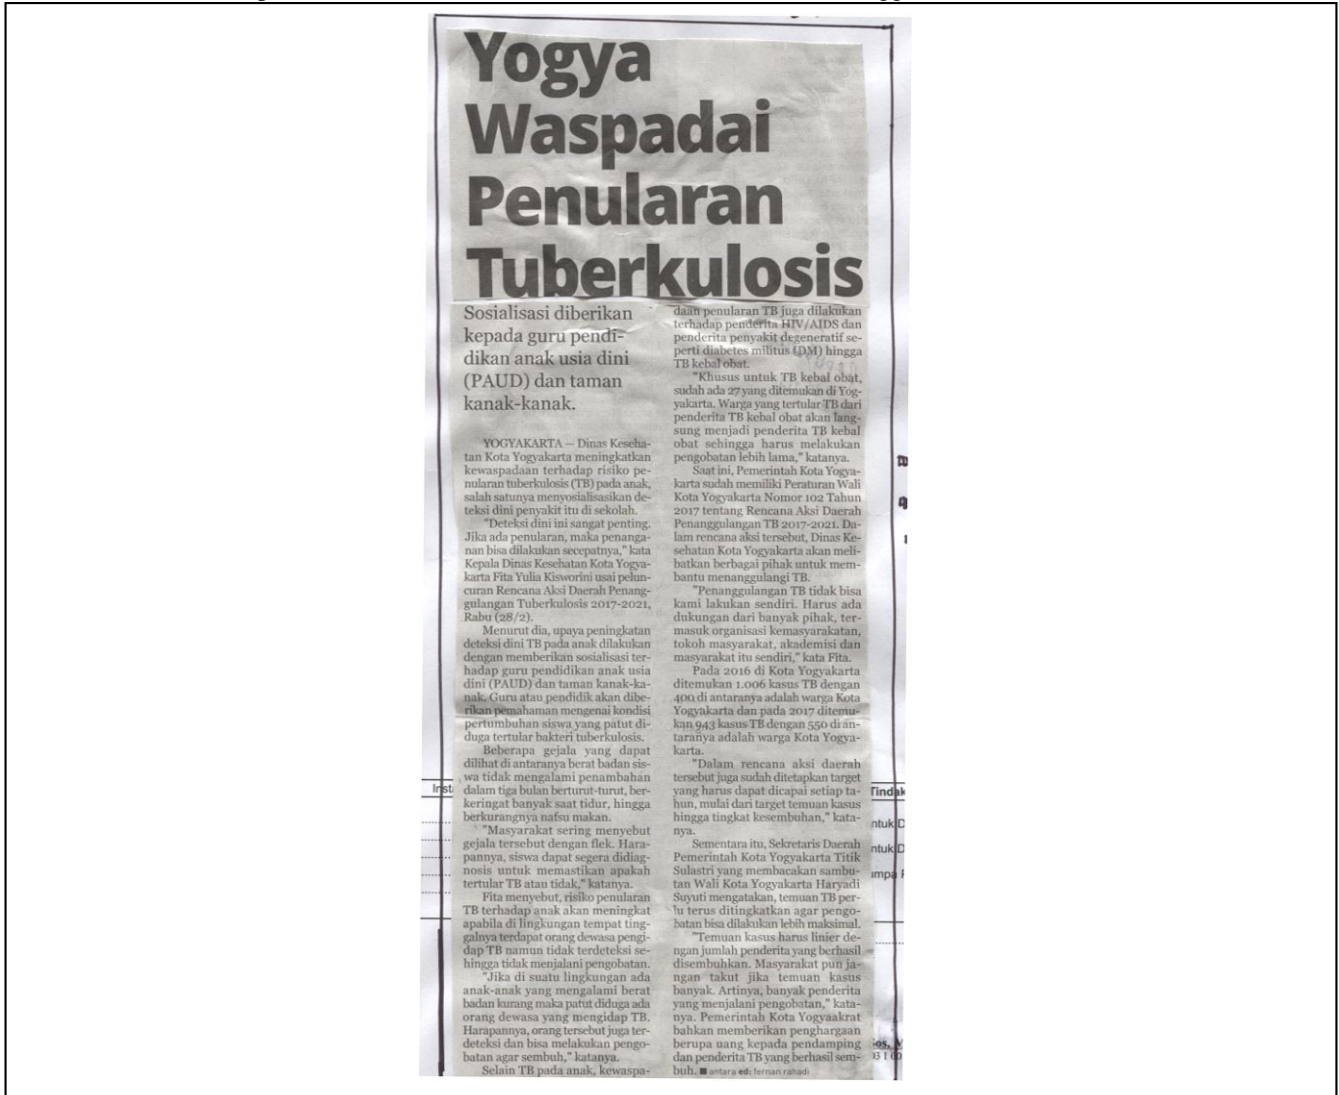 Yogya
Waspadai
Penularan
Tuberkulosis
Sosialisasi diberikan
kepada guru pendi-
dikan anak usia dini
(PAUD) dan taman
kanak-kanak.
YOGYAKARTA — Dinas Keseha-
tan Kota Yogyakarta meningkatkan
kewaspadaan terhadap risiko pe-
nularan tuberkulosis (TB) pada anak,
salah satunya menyosialisasikan de-
teksi dini penyakit itu di sekolah.
"Deteksi dini ini sangat penting.
Jika ada penularan, maka penanga-
nan bisa dilakukan secepatnya," kata
Kepala Dinas Kesehatan Kota Yogya-
karta Fita Yulia Kisworini usai pelun-
curan Rencana Aksi Daerah Penang-
gulangan Tuberkulosis 2017-2021,
Rabu (28/2).
Menurut dia, upaya peningkatan
deteksi dini TB pada anak dilakukan
dengan memberikan sosialisasi ter-
hadap guru pendidikan anak usia
dini (PAUD) dan taman kanak-ka-
nak. Guru atau pendidik akan dibe-
rikan pemahaman mengenai kondisi
pertumbuhan siswa yang patut di-
duga tertular bakteri tuberkulosis.
Beberapa gejala yang dapat
dilihat di antaranya berat badan sis-
wa tidak mengalami penambahan
dalam tiga bulan berturut-turut, ber-
keringat banyak saat tidur, hingga
berkurangnya nafsu makan.
"Masyarakat sering menyebut
gejala tersebut dengan flek. Hara-
pannya, siswa dapat segera didiag-
nosis untuk memastikan apakah
tertular TB atau tidak," katanya.
Fita menyebut, risiko penularan
TB terhadap anak akan meningkat
apabila di lingkungan tempat ting-
galnya terdapat orang dewasa pengi-
dap TB namun tidak terdeteksi se-
hingga tidak menjalani pengobatan.
"Jika di suatu lingkungan ada
anak-anak yang mengalami berat
badan kurang maka patut diduga ada
orang dewasa yang mengidap TB.
Harapannya, orang tersebut juga ter-
deteksi dan bisa melakukan pengo-
batan agar sembuh," katanya.
Selain TB pada anak, kewaspa-
daan penularan TB juga dilakukan
terhadap penderita HIV/AIDS dan
penderita penyakit degeneratif se-
perti diabetes militus (DM) hingga
TB kebal obat.
"Khusus untuk TB kebal obat,
sudah ada 27 yang ditemukan di Yog-
yakarta. Warga yang tertular TB dari
penderita TB kebal obat akan lang-
sung menjadi penderita TB kebal
obat sehingga harus melakukan
pengobatan lebih lama," katanya.
Saat ini, Pemerintah Kota Yogya-
karta sudah memiliki Peraturan Wali
Kota Yogyakarta Nomor 102 Tahun
2017 tentang Rencana Aksi Daerah
Penanggulangan TB 2017-2021. Da-
lam rencana aksi tersebut, Dinas Ke-
sehatan Kota Yogyakarta akan meli-
batkan berbagai pihak untuk mem-
bantu menanggulangi TB.
"Penanggulangan TB tidak bisa
kami lakukan sendiri. Harus ada
dukungan dari banyak pihak, ter-
masuk organisasi kemasyarakatan,
tokoh masyarakat, akademisi dan
masyarakat itu sendiri," kata Fita.
Pada 2016 di Kota Yogyakarta
ditemukan 1.006 kasus TB dengan
400 di antaranya adalah warga Kota
Yogyakarta dan pada 2017 ditemu-
kan 943 kasus TB dengan 550 di an-
taranya adalah warga Kota Yogya-
karta.
"Dalam rencana aksi daerah
tersebut juga sudah ditetapkan target
yang harus dapat dicapai setiap ta-
hun, mulai dari target temuan kasus
hingga tingkat kesembuhan," kata-
nya.
Sementara itu, Sekretaris Daerah
Pemerintah Kota Yogyakarta Titik
Sulastri yang membacakan sambu-
tan Wali Kota Yogyakarta Haryadi
Suyuti mengatakan, temuan TB per-
lu terus ditingkatkan agar pengo-
batan bisa dilakukan lebih maksimal.
"Temuan kasus harus linier de-
ngan jumlah penderita yang berhasil
disembuhkan. Masyarakat pun ja-
ngan takut jika temuan kasus
banyak. Artinya, banyak penderita
yang menjalani pengobatan," kata-
nya. Pemerintah Kota Yogyaakrat
bahkan memberikan penghargaan
berupa uang kepada pendamping
dan penderita TB yang berhasil sem-
buh. ■ antara ed: fernan rahadi
Inst
Tindak
ntuk D
ntuk D
umpa